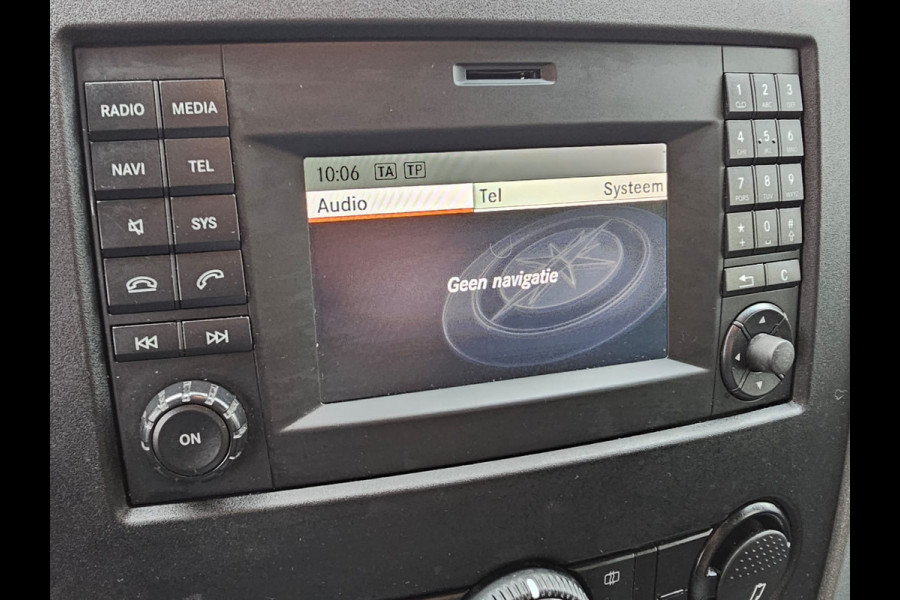 RADIO MEDIA
NAVI TEL
SYS
ON
10:06 TA TP
Audio Tel Systeem
Geen navigatie
1 2 3
4 .5. 6
7 8 9
* 0 #
C